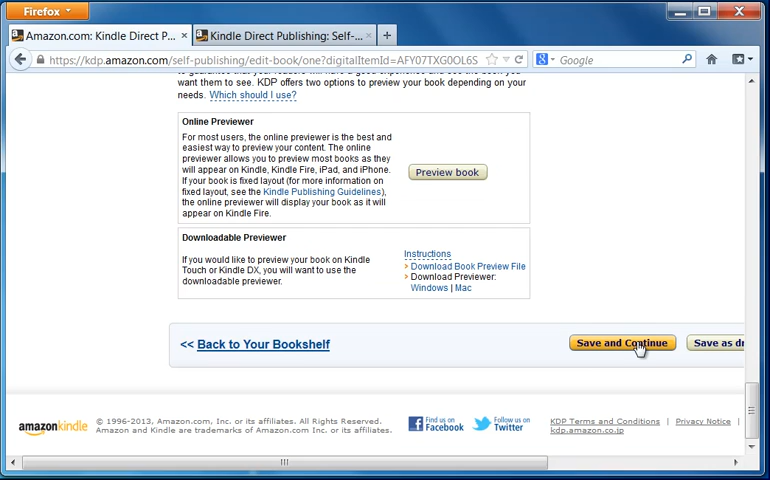 Firefox
Amazon.com: Kindle Direct P... × Kindle Direct Publishing: Self-... × +
https://kdp.amazon.com/self-publishing/edit-book/one?digitalItemId=AFY07TXG0OL6S Google
want them to see. KDP offers two options to preview your book depending on your
needs. Which should I use?
Online Previewer
For most users, the online previewer is the best and
easiest way to preview your content. The online
previewer allows you to preview most books as they
will appear on Kindle, Kindle Fire, iPad, and iPhone.
If your book is fixed layout (for more information on
fixed layout, see the Kindle Publishing Guidelines),
the online previewer will display your book as it will
appear on Kindle Fire.
Preview book
Downloadable Previewer
If you would like to preview your book on Kindle
Touch or Kindle DX, you will want to use the
downloadable previewer.
Instructions
Download Book Preview File
Download Previewer:
Windows | Mac
<< Back to Your Bookshelf
Save and Continue
Save as dr
amazonkindle
© 1996-2013, Amazon.com, Inc. or its affiliates. All Rights Reserved.
Amazon and Kindle are trademarks of Amazon.com Inc. or its affiliates.
Find us on
Facebook
Follow us on
Twitter
KDP Terms and Conditions | Privacy Notice |
kdp.amazon.co.jp